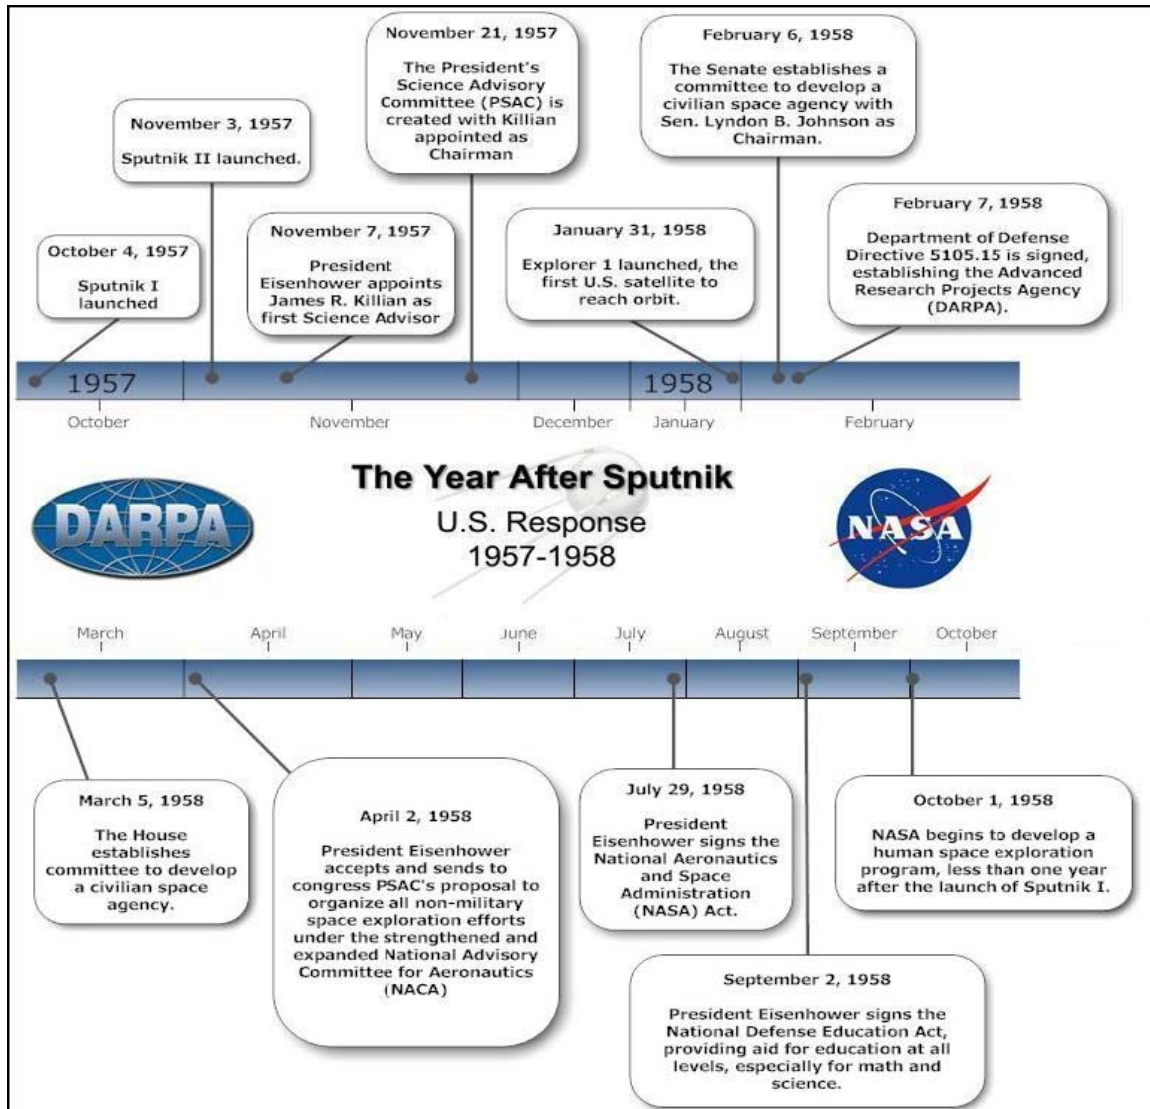 November 21, 1957
The President's
Science Advisory
Committee (PSAC) is
created with Killian
appointed as
Chairman
February 6, 1958
The Senate establishes a
committee to develop a
civilian space agency with
Sen. Lyndon B. Johnson as
Chairman.
November 3, 1957
Sputnik II launched.
October 4, 1957
Sputnik I
launched
November 7, 1957
President
Eisenhower appoints
James R. Killian as
first Science Advisor
January 31, 1958
Explorer 1 launched, the
first U.S. satellite to
reach orbit.
February 7, 1958
Department of Defense
Directive 5105.15 is signed,
establishing the Advanced
Research Projects Agency
(DARPA).
1957 1958
October November December January February
The Year After Sputnik
U.S. Response
1957-1958
DARPA
NASA
March April May June July August September October
March 5, 1958
The House
establishes
committee to develop
a civilian space
agency.
April 2, 1958
President Eisenhower
accepts and sends to
congress PSAC's proposal to
organize all non-military
space exploration efforts
under the strengthened and
expanded National Advisory
Committee for Aeronautics
(NACA)
July 29, 1958
President
Eisenhower signs the
National Aeronautics
and Space
Administration
(NASA) Act.
October 1, 1958
NASA begins to develop a
human space exploration
program, less than one year
after the launch of Sputnik I.
September 2, 1958
President Eisenhower signs the
National Defense Education Act,
providing aid for education at all
levels, especially for math and
science.